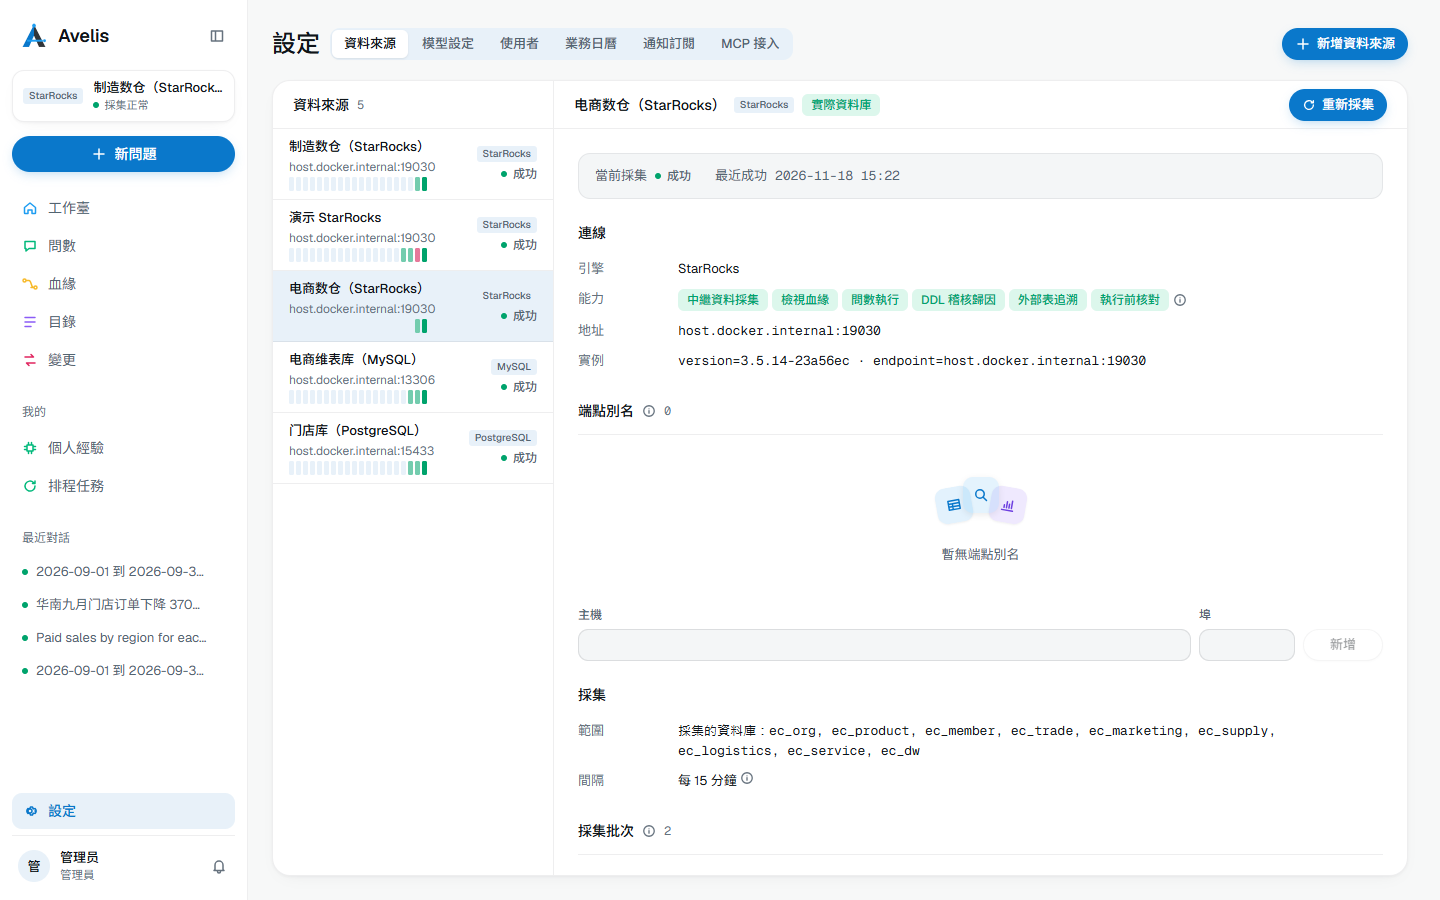 Avelis
StarRocks
制造数仓（StarRock...
採集正常
新問題
工作臺
問數
血緣
目錄
變更
我的
個人經驗
排程任務
最近對話
2026-09-01 到 2026-09-3...
华南九月门店订单下降 370...
Paid sales by region for eac...
2026-09-01 到 2026-09-3...
設定
管
管理员
管理員
設定
資料來源
模型設定
使用者
業務日曆
通知訂閱
MCP 接入
新增資料來源
資料來源 5
制造数仓（StarRocks）
StarRocks
host.docker.internal:19030
成功
演示 StarRocks
StarRocks
host.docker.internal:19030
成功
电商数仓（StarRocks）
StarRocks
host.docker.internal:19030
成功
电商维表库（MySQL）
MySQL
host.docker.internal:13306
成功
门店库（PostgreSQL）
PostgreSQL
host.docker.internal:15433
成功
电商数仓（StarRocks） StarRocks 實際資料庫
重新採集
當前採集 成功 最近成功 2026-11-18 15:22
連線
引擎 StarRocks
能力 中繼資料採集 檢視血緣 問數執行 DDL 稽核歸因 外部表追溯 執行前核對
地址 host.docker.internal:19030
實例 version=3.5.14-23a56ec · endpoint=host.docker.internal:19030
端點別名 0
暫無端點別名
主機 埠
新增
採集
範圍 採集的資料庫：ec_org, ec_product, ec_member, ec_trade, ec_marketing, ec_supply,
ec_logistics, ec_service, ec_dw
間隔 每 15 分鐘
採集批次 2